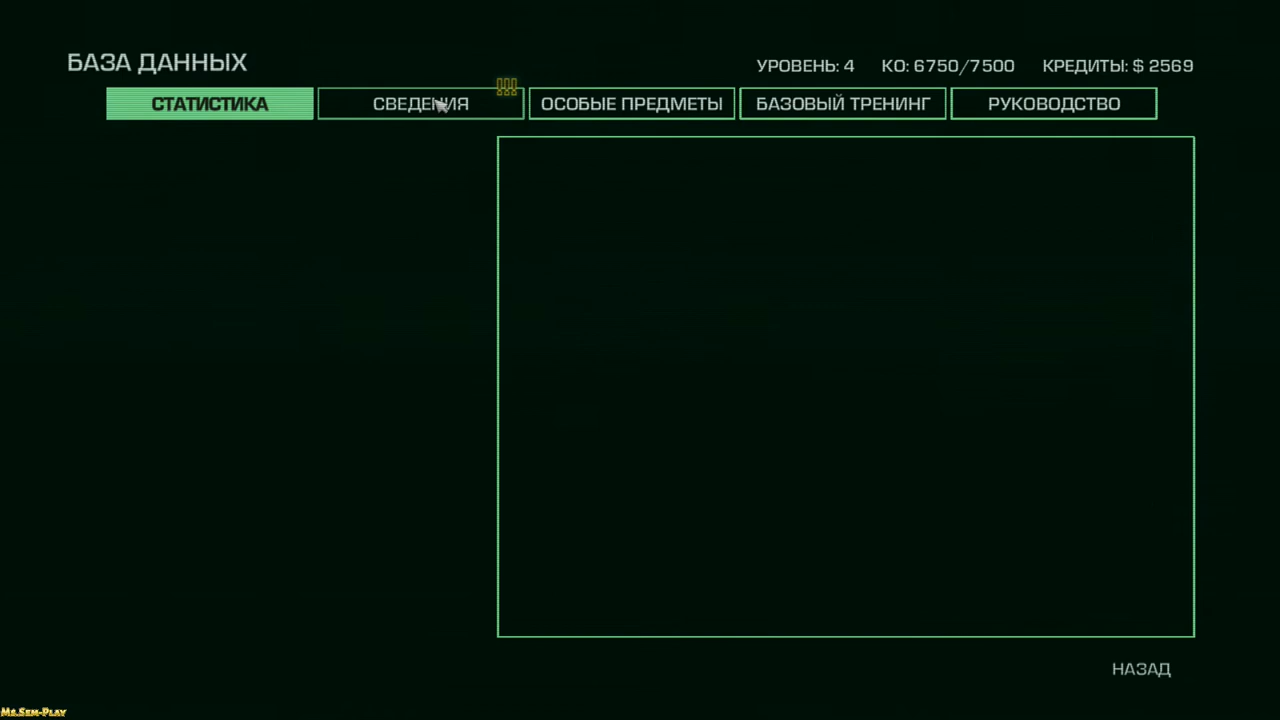 БАЗА ДАННЫХ
УРОВЕНЬ: 4 КО: 6750/7500 КРЕДИТЫ: $ 2569
СТАТИСТИКА СВЕДЕНИЯ !!! ОСОБЫЕ ПРЕДМЕТЫ БАЗОВЫЙ ТРЕНИНГ РУКОВОДСТВО
НАЗАД
Ms.Sem-Play